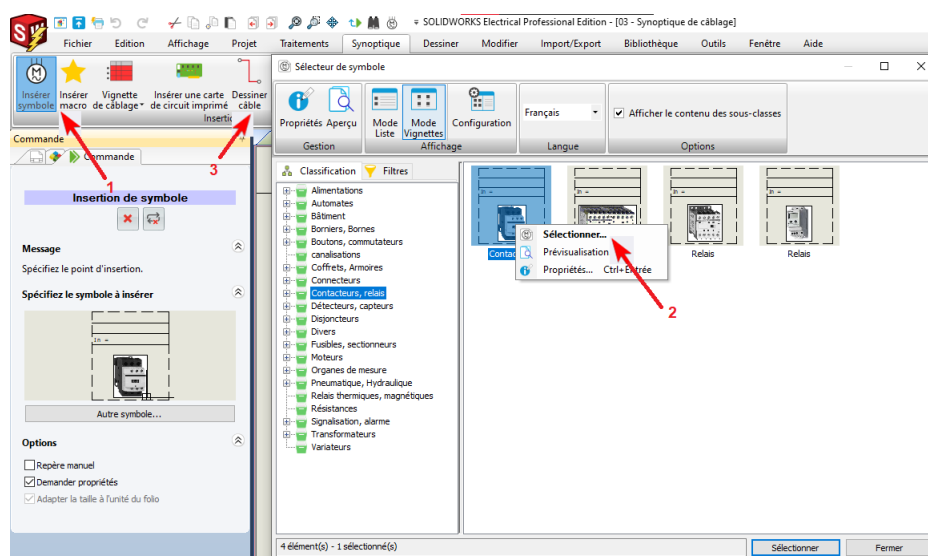 SOLIDWORKS Electrical Professional Edition - [03 - Synoptique de câblage]
Fichier Edition Affichage Projet Traitements Synoptique Dessiner Modifier Import/Export Bibliothèque Outils Fenêtre Aide
Insérer symbole
Insérer macro
Vignette de câblage
Insérer une carte de circuit imprimé
Dessiner câble
Insertic
Commande
Commande
1
3
Insertion de symbole
Message
Spécifiez le point d'insertion.
Spécifiez le symbole à insérer
In =
Autre symbole...
Options
Repère manuel
Demander propriétés
Adapter la taille à l'unité du folio
Sélecteur de symbole
Propriétés Aperçu
Mode Liste
Mode Vignettes
Configuration
Français
Afficher le contenu des sous-classes
Gestion Affichage Langue Options
Classification Filtres
Alimentations
Automates
Bâtiment
Borniers, Bornes
Boutons, commutateurs
canalisations
Coffrets, Armoires
Connecteurs
Contacteurs, relais
Détecteurs, capteurs
Disjoncteurs
Divers
Fusibles, sectionneurs
Moteurs
Organes de mesure
Pneumatique, Hydraulique
Relais thermiques, magnétiques
Résistances
Signalisation, alarme
Transformateurs
Variateurs
In = In = In = In =
Contac
Relais Relais
Sélectionner...
Prévisualisation
Propriétés... Ctrl+Entrée
2
4 élément(s) - 1 sélectionné(s)
Sélectionner Fermer